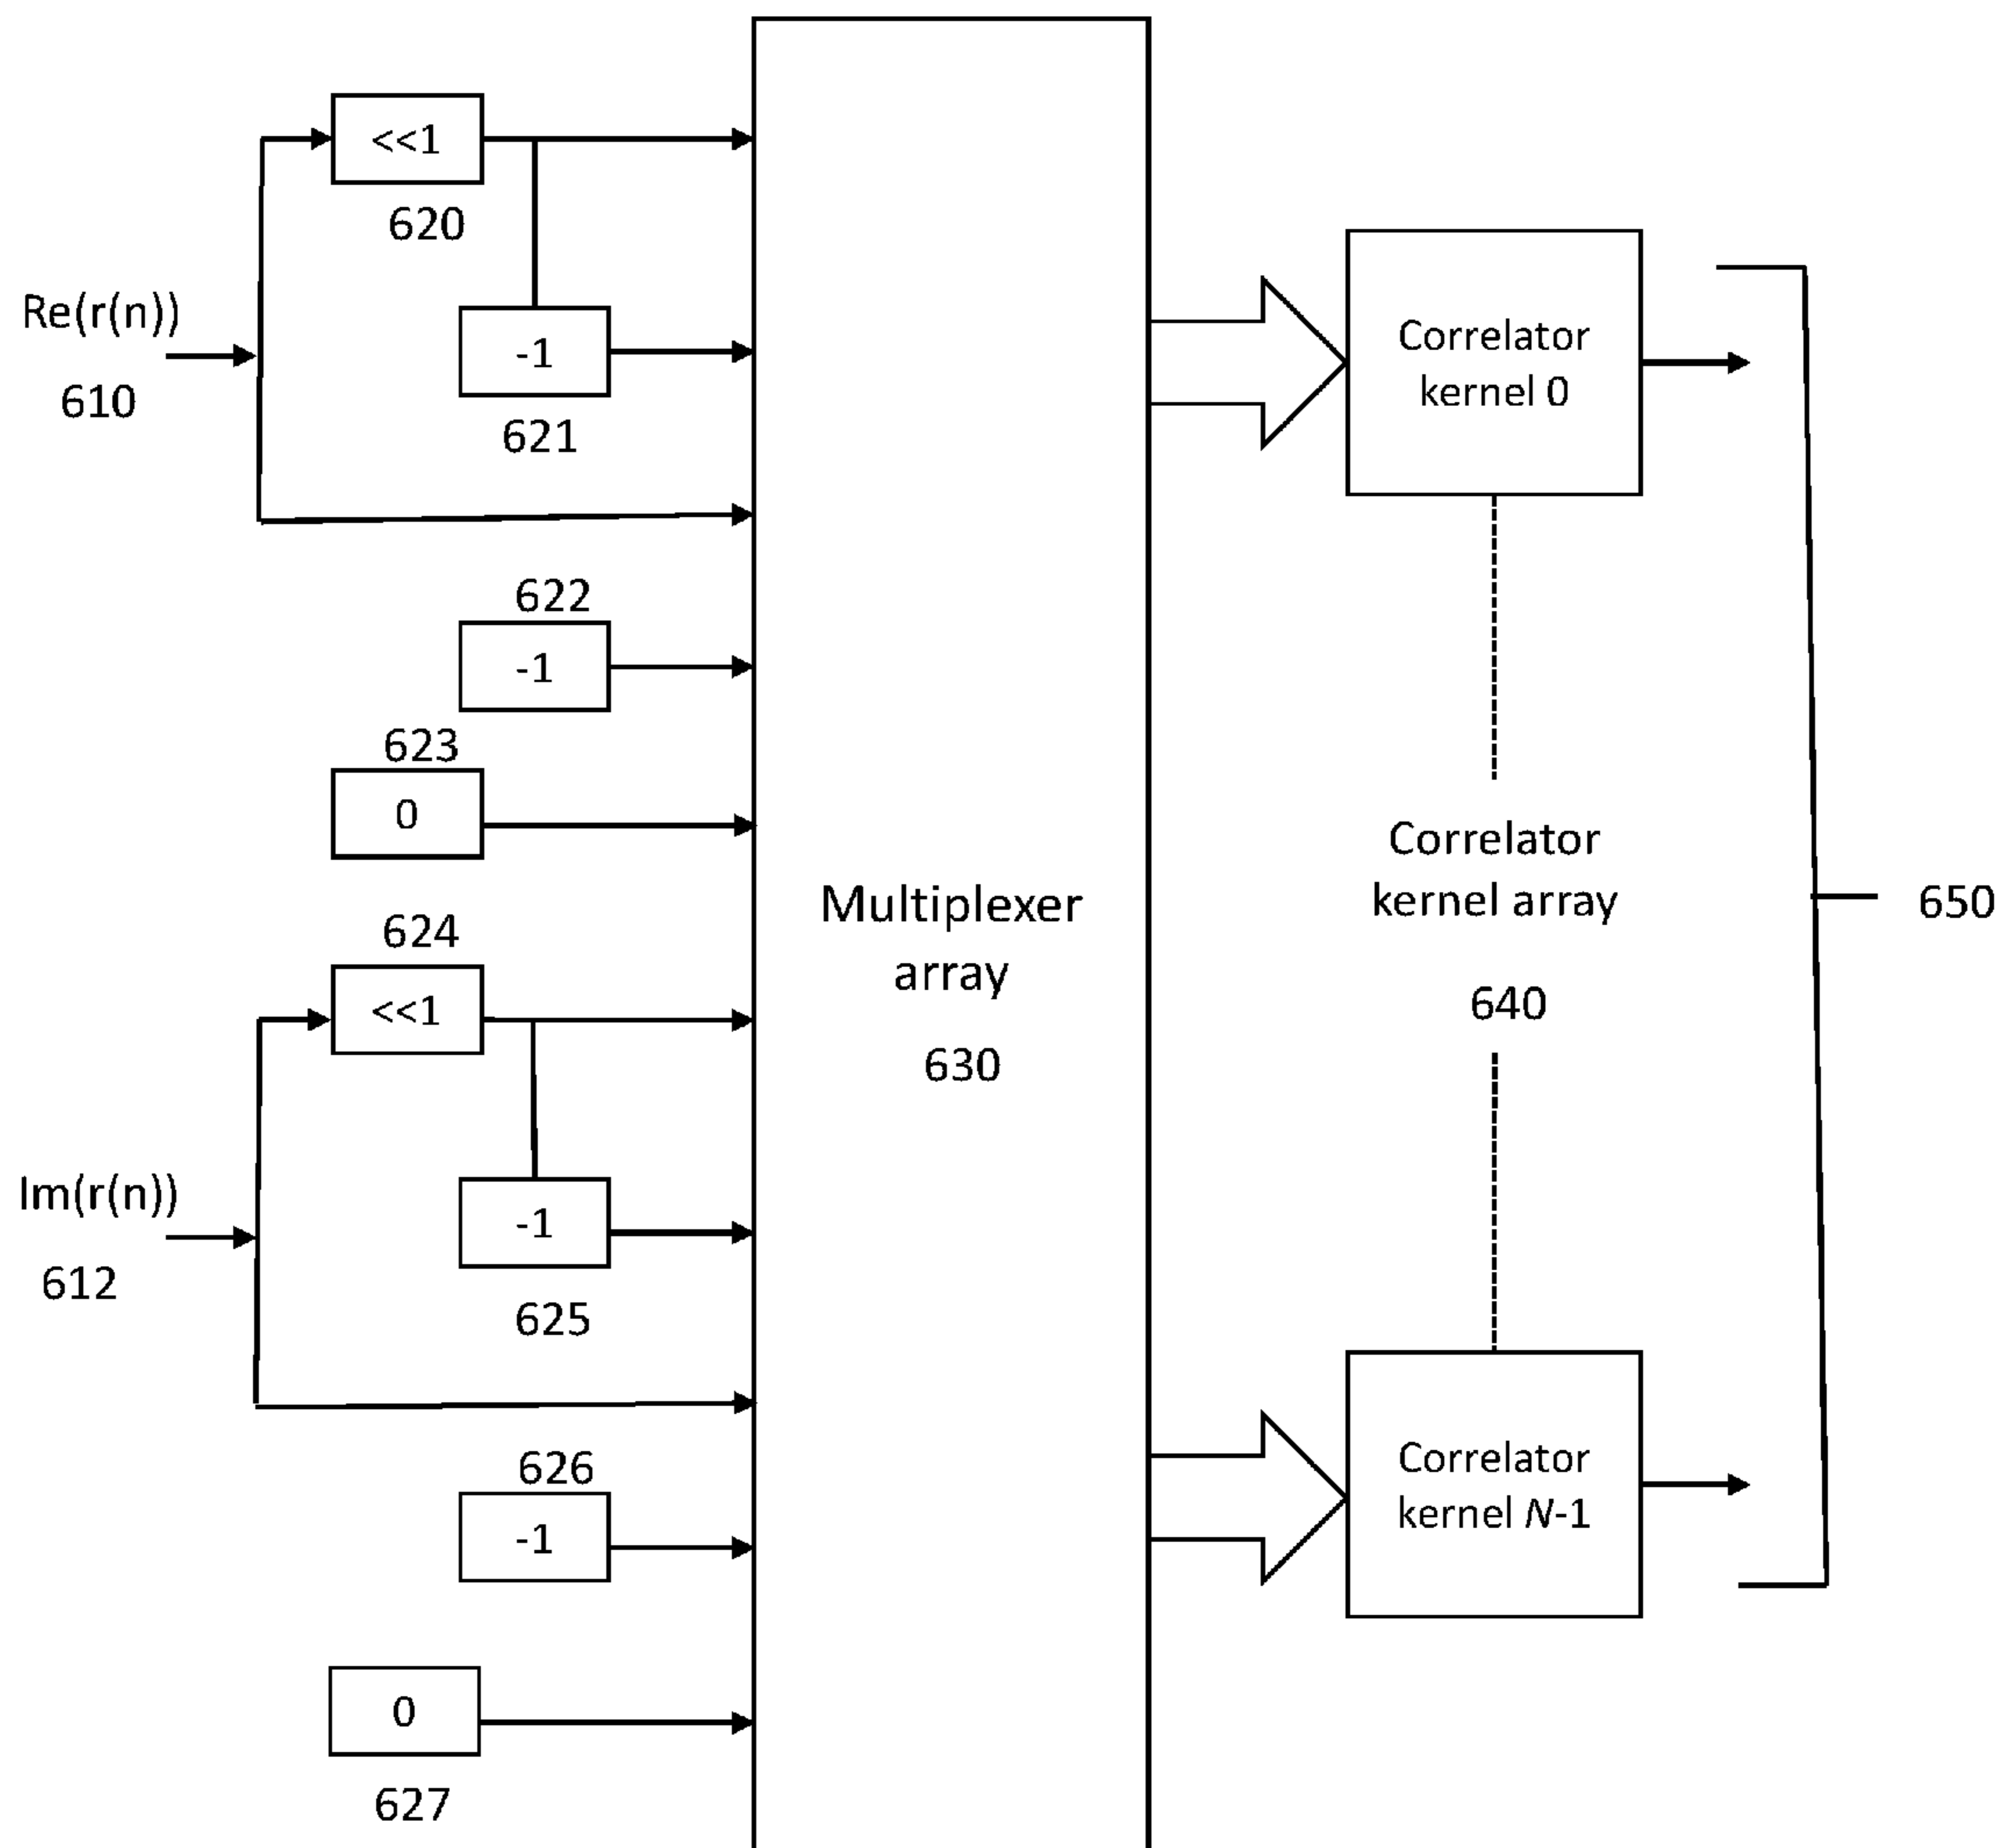 <<1
620
Re(r(n))
610
-1
621
622
-1
623
0
624
<<1
Im(r(n))
612
-1
625
626
-1
0
627
Multiplexer
array
630
Correlator
kernel 0
Correlator
kernel array
640
Correlator
kernel N-1
650